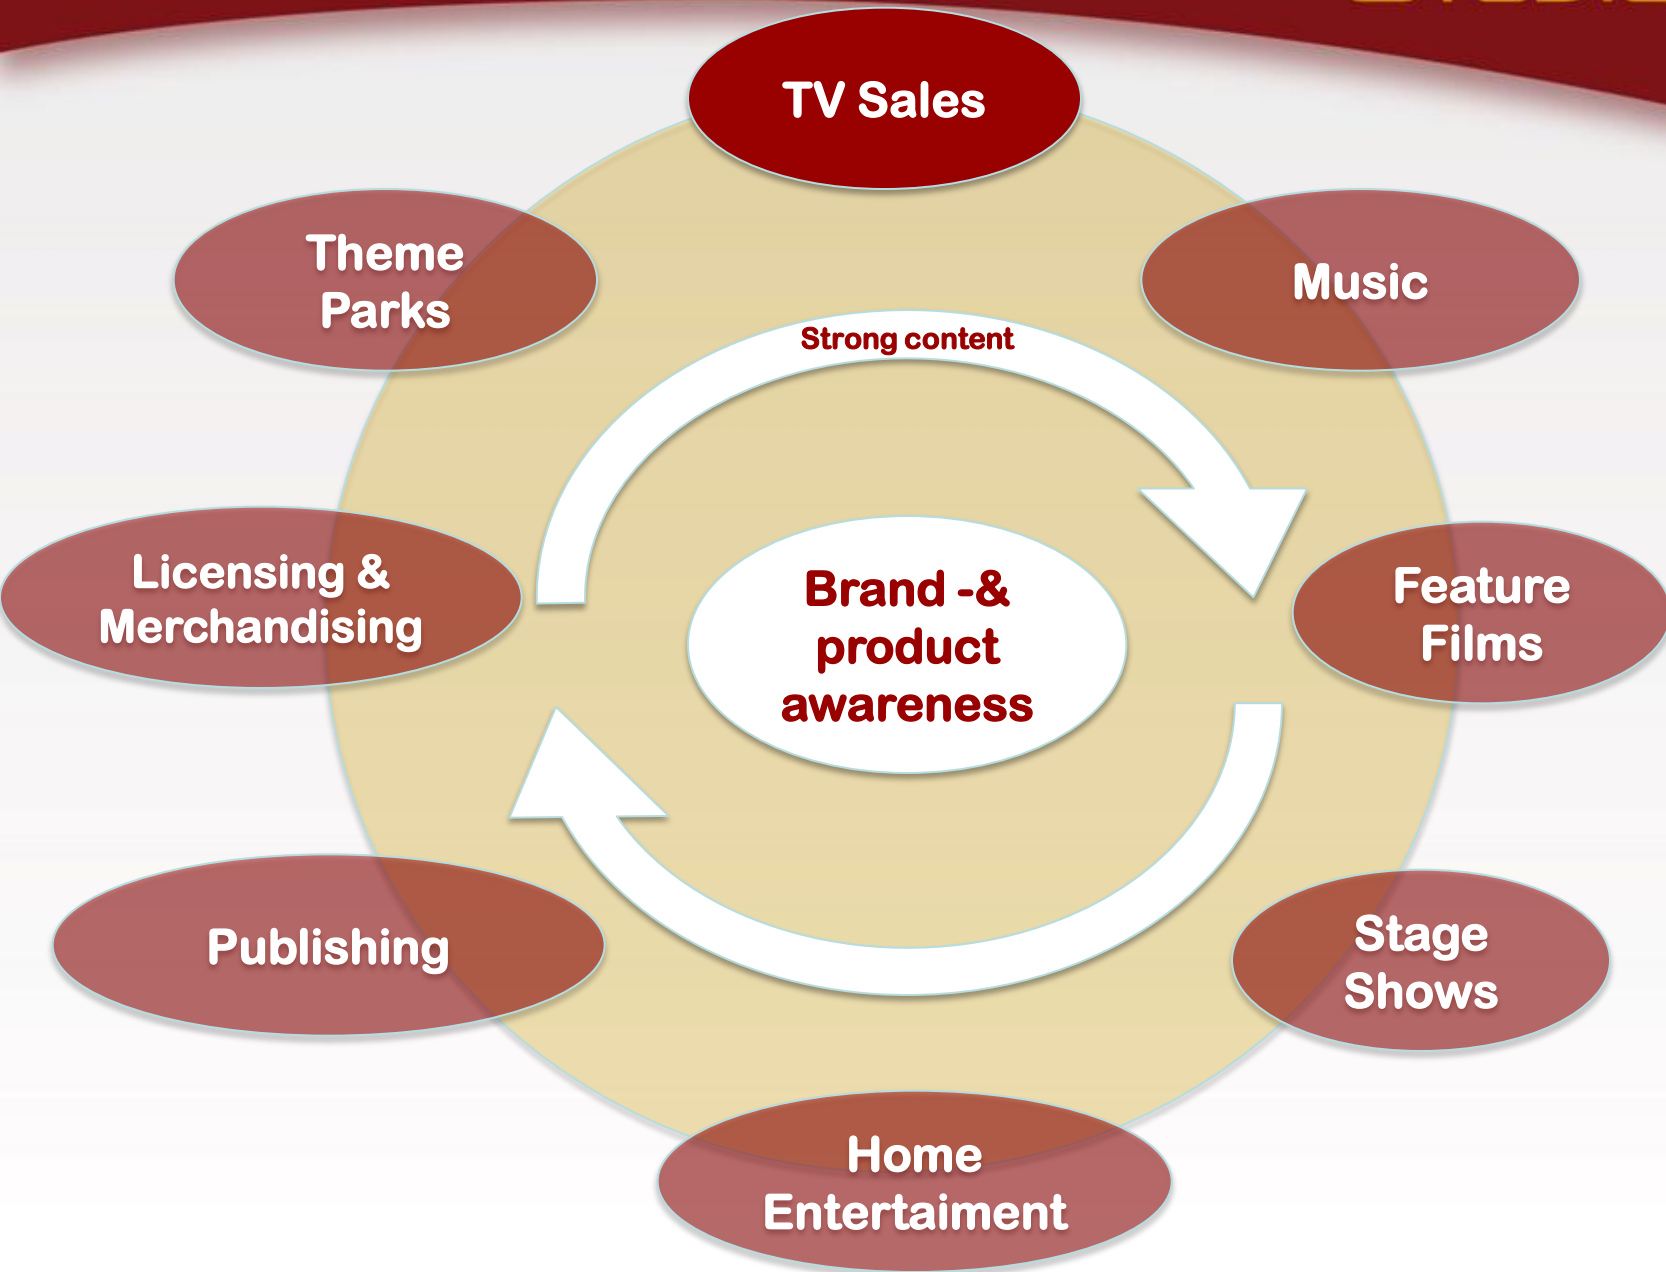 TV Sales
Theme
Parks
Music
Strong content
Licensing &
Merchandising
Brand -&
product
awareness
Feature
Films
Publishing
Stage
Shows
Home
Entertaiment